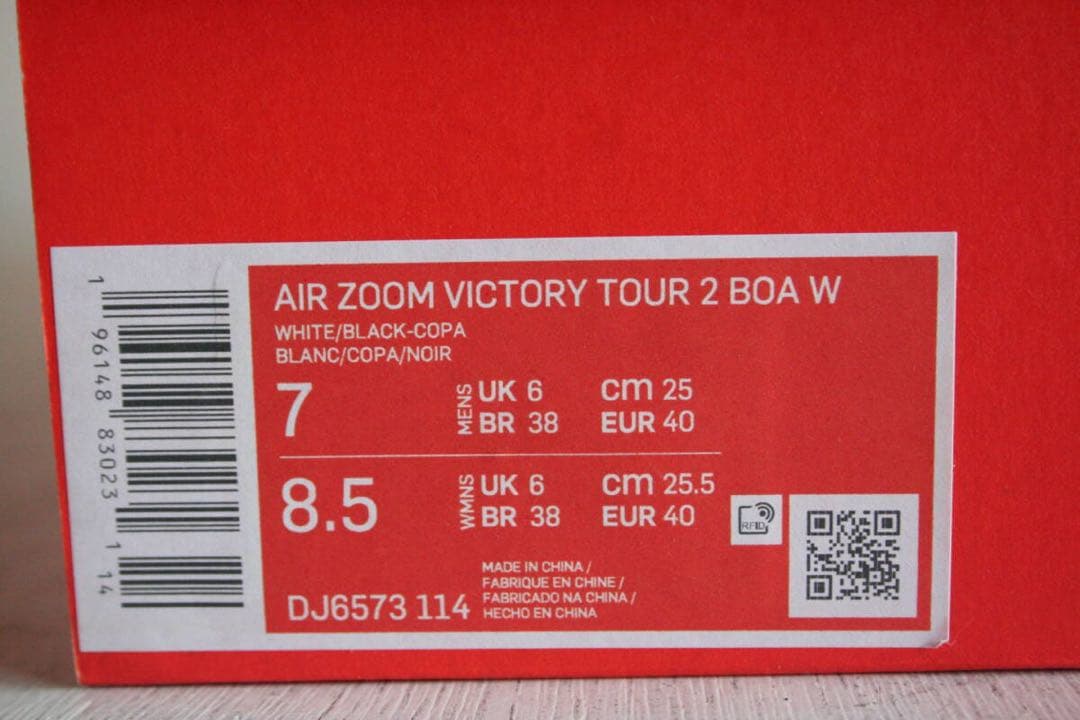 1 96148 83023 1 14
AIR ZOOM VICTORY TOUR 2 BOA W
WHITE/BLACK-COPA
BLANC/COPA/NOIR
7
MENS
UK 6 cm 25
BR 38 EUR 40
8.5
WMNS
UK 6 cm 25.5
BR 38 EUR 40
RFID
DJ6573 114
MADE IN CHINA /
FABRIQUE EN CHINE /
FABRICADO NA CHINA /
HECHO EN CHINA